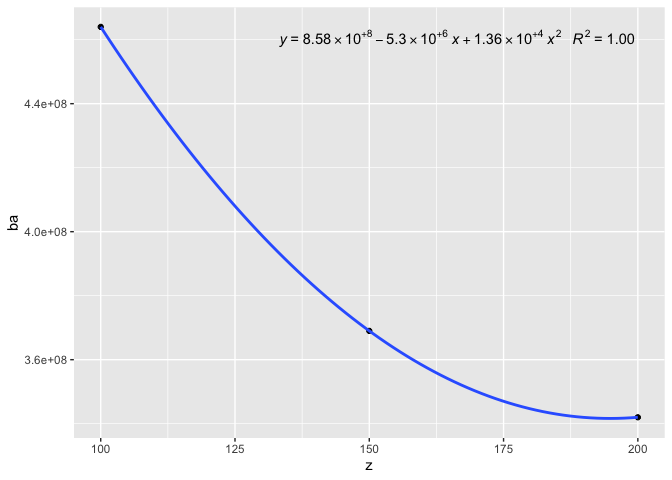 y = 8.58 × 10⁺⁸ – 5.3 × 10⁺⁶ x + 1.36 × 10⁺⁴ x² R² = 1.00
4.4e+08
4.0e+08
3.6e+08
ba
100 125 150 175 200
z